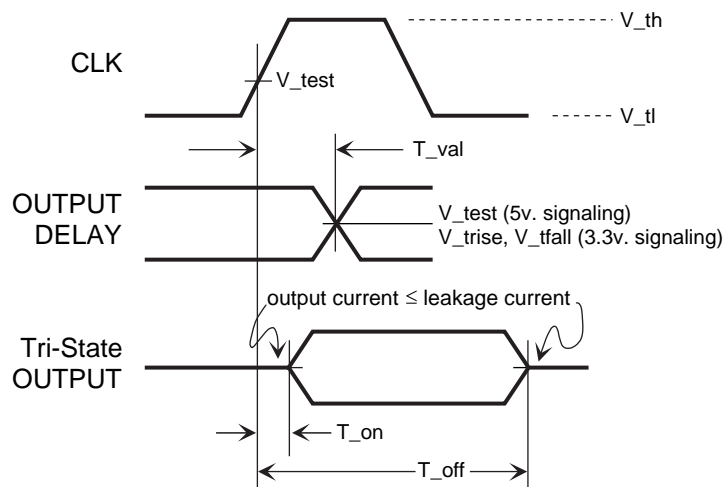 V_th
CLK
V_test
V_tl
T_val
OUTPUT
DELAY
V_test (5v. signaling)
V_trise, V_tfall (3.3v. signaling)
output current ≤ leakage current
Tri-State
OUTPUT
T_on
T_off